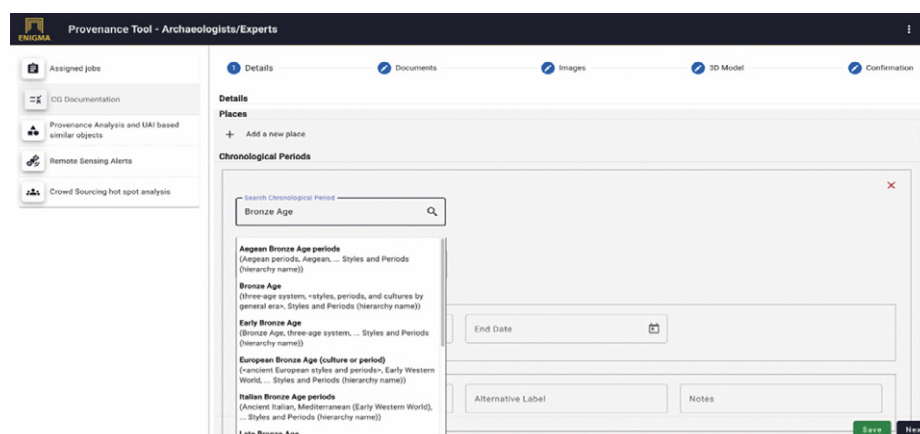 ENIGMA
Provenance Tool - Archaeologists/Experts
Assigned jobs
CG Documentation
Provenance Analysis and UAI based
similar objects
Remote Sensing Alerts
Crowd Sourcing hot spot analysis
1 Details
Documents
Images
3D Model
Confirmation
Details
Places
+ Add a new place
Chronological Periods
Search Chronological Period
Bronze Age
Aegean Bronze Age periods
(Aegean periods, Aegean, ... Styles and Periods
(hierarchy name))
Bronze Age
(three-age system, <styles, periods, and cultures by
general era>, Styles and Periods (hierarchy name))
Early Bronze Age
(Bronze Age, three-age system, ... Styles and Periods
(hierarchy name))
European Bronze Age (culture or period)
(<ancient European styles and periods>, Early Western
World, ... Styles and Periods (hierarchy name))
Italian Bronze Age periods
(Ancient Italian, Mediterranean (Early Western World),
... Styles and Periods (hierarchy name))
Late Bronze Age
End Date
Alternative Label
Notes
Save
Nex